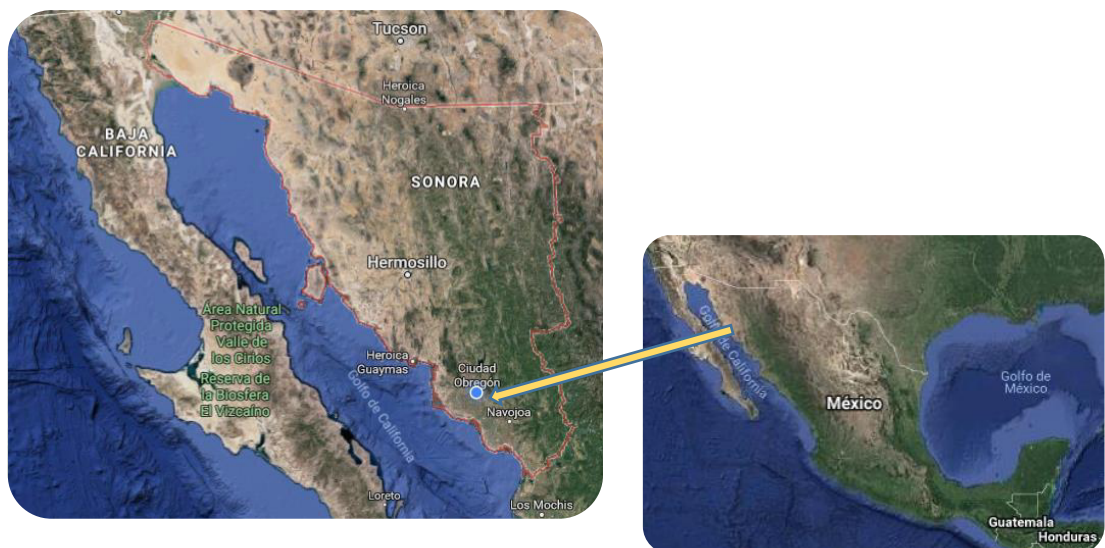 Tucson
Heroica
Nogales
BAJA
CALIFORNIA
SONORA
Hermosillo
Área Natural
Protegida
Valle de
los Cirios
Reserva de
la Biosfera
El Vizcaíno
Heroica
Guaymas
Ciudad
Obregón
Navojoa
Golfo de California
Loreto
Los Mochis
Golfo de California
México
Golfo de
México
Guatemala
Honduras